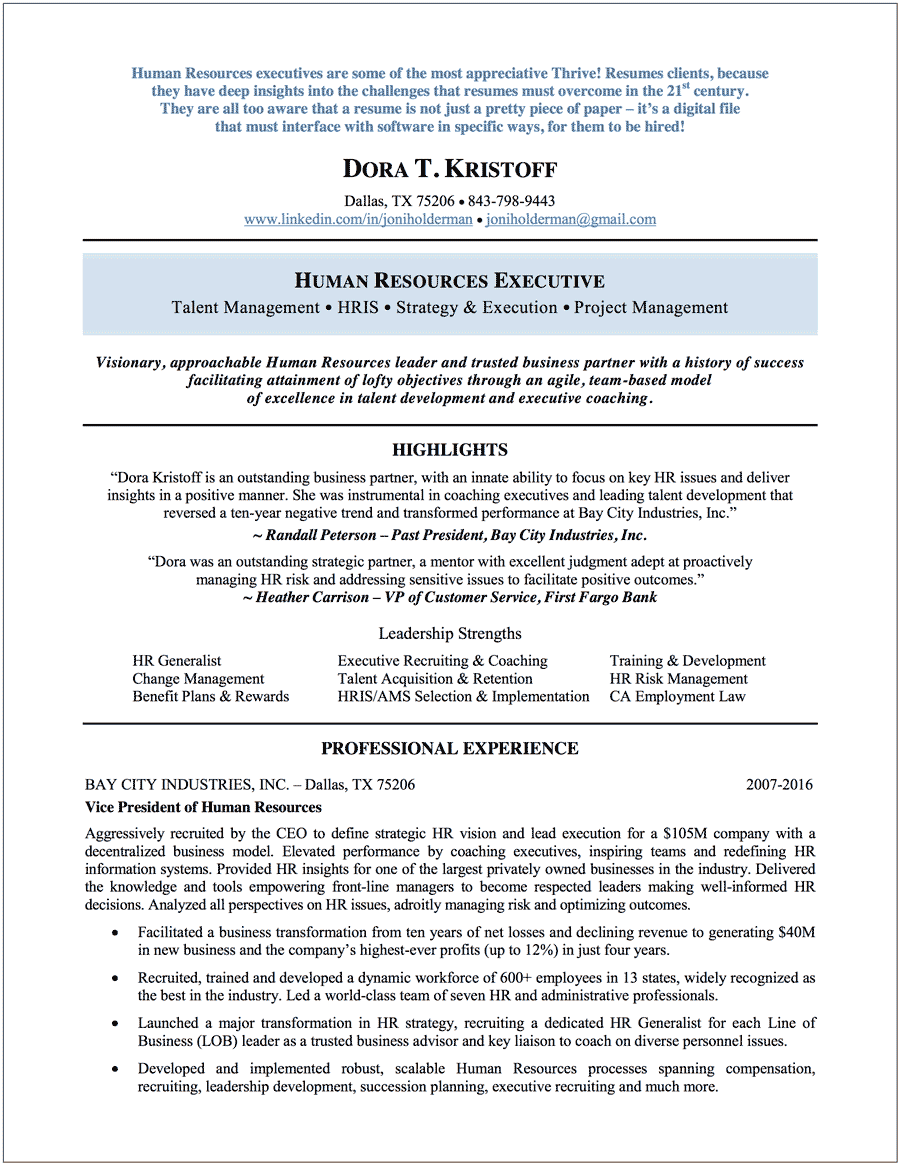 Human Resources executives are some of the most appreciative Thrive! Resumes clients, because
they have deep insights into the challenges that resumes must overcome in the 21st century.
They are all too aware that a resume is not just a pretty piece of paper – it's a digital file
that must interface with software in specific ways, for them to be hired!
DORA T. KRISTOFF
Dallas, TX 75206 • 843-798-9443
www.linkedin.com/in/joniholderman • joniholderman@gmail.com
HUMAN RESOURCES EXECUTIVE
Talent Management • HRIS • Strategy & Execution • Project Management
Visionary, approachable Human Resources leader and trusted business partner with a history of success
facilitating attainment of lofty objectives through an agile, team-based model
of excellence in talent development and executive coaching.
HIGHLIGHTS
“Dora Kristoff is an outstanding business partner, with an innate ability to focus on key HR issues and deliver
insights in a positive manner. She was instrumental in coaching executives and leading talent development that
reversed a ten-year negative trend and transformed performance at Bay City Industries, Inc.”
~ Randall Peterson – Past President, Bay City Industries, Inc.
“Dora was an outstanding strategic partner, a mentor with excellent judgment adept at proactively
managing HR risk and addressing sensitive issues to facilitate positive outcomes.”
~ Heather Carrison – VP of Customer Service, First Fargo Bank
Leadership Strengths
HR Generalist Executive Recruiting & Coaching Training & Development
Change Management Talent Acquisition & Retention HR Risk Management
Benefit Plans & Rewards HRIS/AMS Selection & Implementation CA Employment Law
PROFESSIONAL EXPERIENCE
BAY CITY INDUSTRIES, INC. – Dallas, TX 75206 2007-2016
Vice President of Human Resources
Aggressively recruited by the CEO to define strategic HR vision and lead execution for a $105M company with a
decentralized business model. Elevated performance by coaching executives, inspiring teams and redefining HR
information systems. Provided HR insights for one of the largest privately owned businesses in the industry. Delivered
the knowledge and tools empowering front-line managers to become respected leaders making well-informed HR
decisions. Analyzed all perspectives on HR issues, adroitly managing risk and optimizing outcomes.
• Facilitated a business transformation from ten years of net losses and declining revenue to generating $40M
in new business and the company's highest-ever profits (up to 12%) in just four years.
• Recruited, trained and developed a dynamic workforce of 600+ employees in 13 states, widely recognized as
the best in the industry. Led a world-class team of seven HR and administrative professionals.
• Launched a major transformation in HR strategy, recruiting a dedicated HR Generalist for each Line of
Business (LOB) leader as a trusted business advisor and key liaison to coach on diverse personnel issues.
• Developed and implemented robust, scalable Human Resources processes spanning compensation,
recruiting, leadership development, succession planning, executive recruiting and much more.